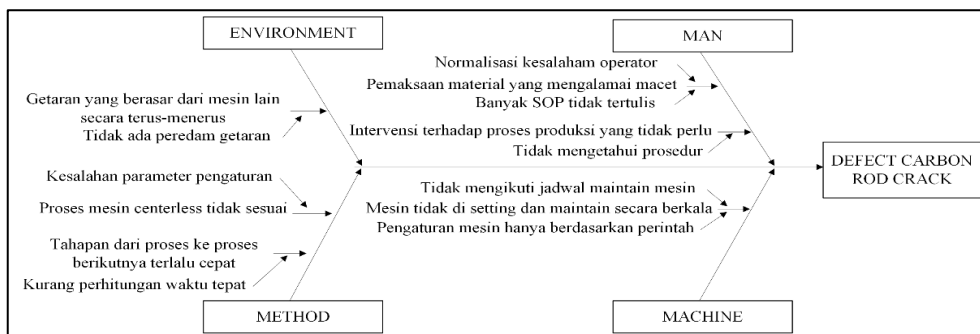 ENVIRONMENT
MAN
Normalisasi kesalaham operator
Pemaksaan material yang mengalamai macet
Banyak SOP tidak tertulis
Getaran yang berasar dari mesin lain
secara terus-menerus
Tidak ada peredam getaran
Intervensi terhadap proses produksi yang tidak perlu
Tidak mengetahui prosedur
DEFECT CARBON
ROD CRACK
Kesalahan parameter pengaturan
Proses mesin centerless tidak sesuai
Tahapan dari proses ke proses
berikutnya terlalu cepat
Kurang perhitungan waktu tepat
Tidak mengikuti jadwal maintain mesin
Mesin tidak di setting dan maintain secara berkala
Pengaturan mesin hanya berdasarkan perintah
METHOD
MACHINE